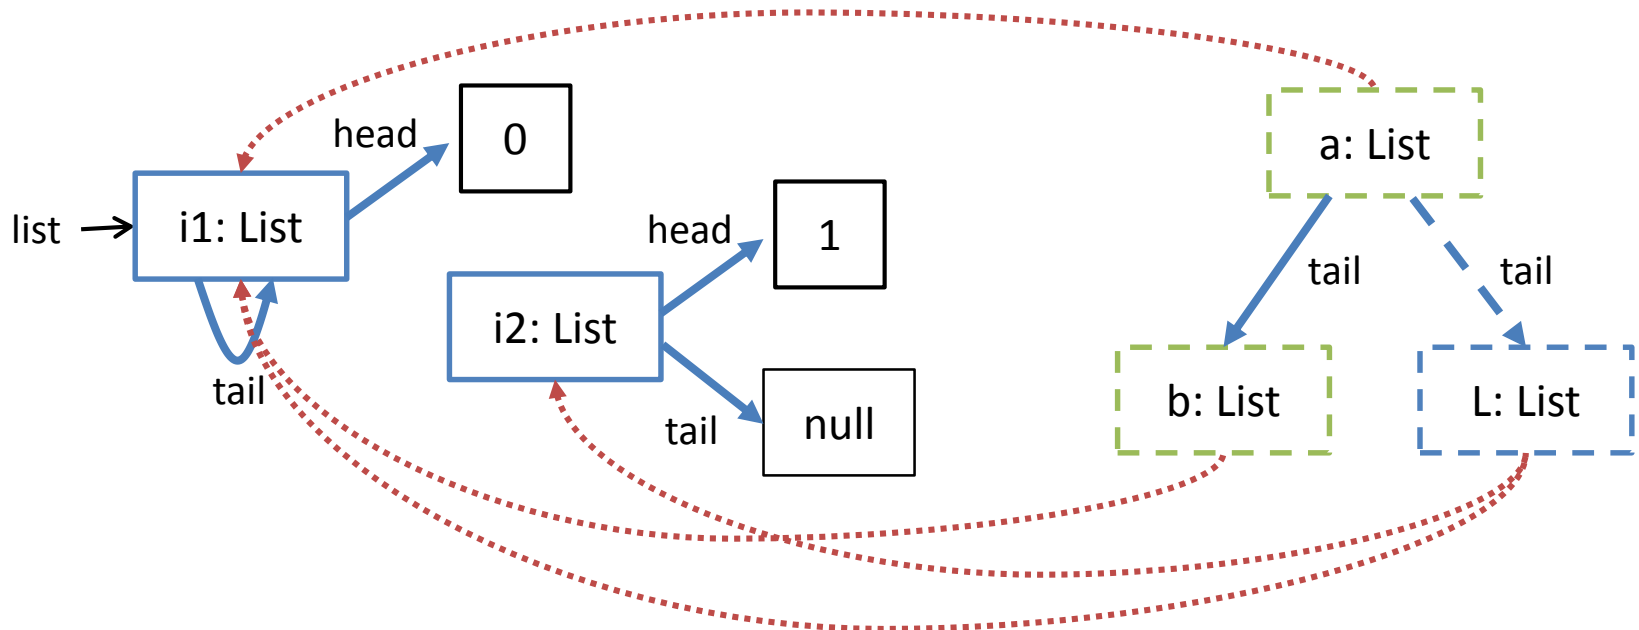 head
0
a: List
list
i1: List
head
1
tail
tail
i2: List
tail
b: List
L: List
tail
null